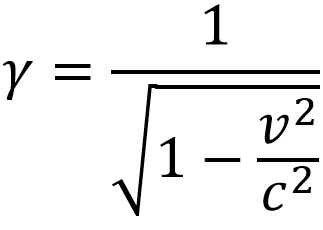 γ = 1 / √(1 − v²/c²)